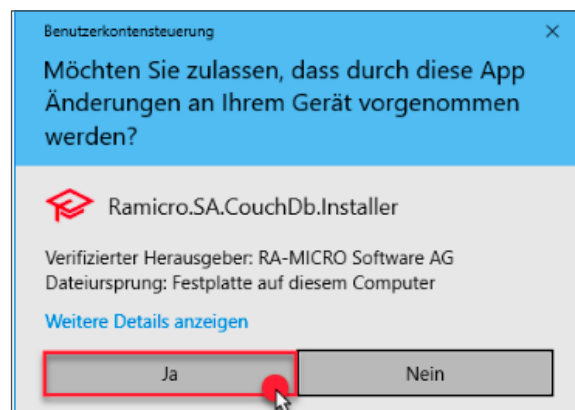 Benutzerkontensteuerung
Möchten Sie zulassen, dass durch diese App
Änderungen an Ihrem Gerät vorgenommen
werden?
Ramicro.SA.CouchDb.Installer
Verifizierter Herausgeber: RA-MICRO Software AG
Dateiursprung: Festplatte auf diesem Computer
Weitere Details anzeigen
Ja Nein